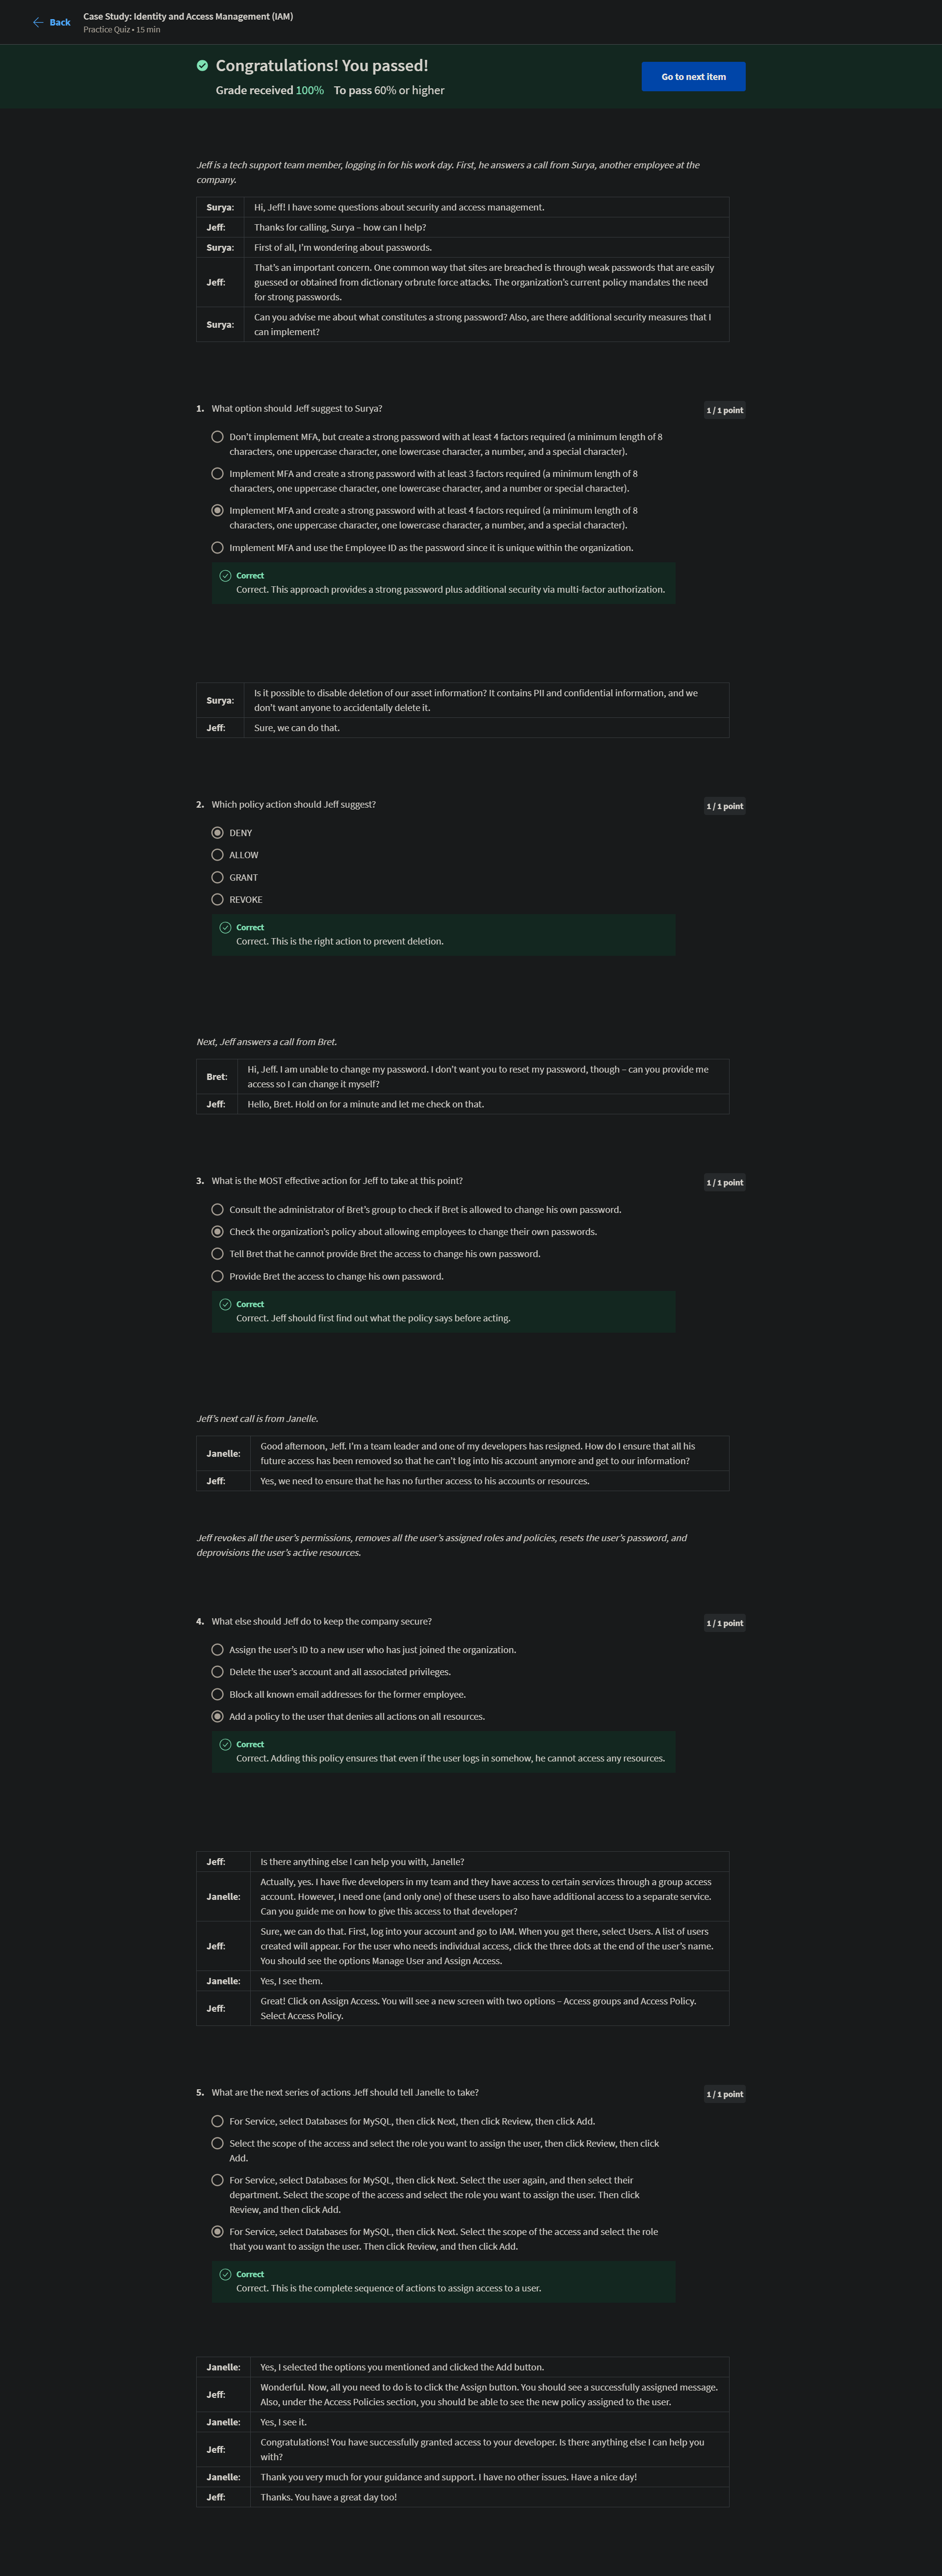 Back
Case Study: Identity and Access Management (IAM)
Practice Quiz • 15 min
Congratulations! You passed!
Grade received 100% To pass 60% or higher
Go to next item
Jeff is a tech support team member, logging in for his work day. First, he answers a call from Surya, another employee at the
company.
Surya: Hi, Jeff! I have some questions about security and access management.
Jeff: Thanks for calling, Surya – how can I help?
Surya: First of all, I'm wondering about passwords.
That's an important concern. One common way that sites are breached is through weak passwords that are easily
Jeff: guessed or obtained from dictionary orbrute force attacks. The organization's current policy mandates the need
for strong passwords.
Surya: Can you advise me about what constitutes a strong password? Also, are there additional security measures that I
can implement?
1. What option should Jeff suggest to Surya?
1 / 1 point
Don't implement MFA, but create a strong password with at least 4 factors required (a minimum length of 8
characters, one uppercase character, one lowercase character, a number, and a special character).
Implement MFA and create a strong password with at least 3 factors required (a minimum length of 8
characters, one uppercase character, one lowercase character, and a number or special character).
Implement MFA and create a strong password with at least 4 factors required (a minimum length of 8
characters, one uppercase character, one lowercase character, a number, and a special character).
Implement MFA and use the Employee ID as the password since it is unique within the organization.
Correct
Correct. This approach provides a strong password plus additional security via multi-factor authorization.
Surya: Is it possible to disable deletion of our asset information? It contains PII and confidential information, and we
don't want anyone to accidentally delete it.
Jeff: Sure, we can do that.
2. Which policy action should Jeff suggest?
1 / 1 point
DENY
ALLOW
GRANT
REVOKE
Correct
Correct. This is the right action to prevent deletion.
Next, Jeff answers a call from Bret.
Bret: Hi, Jeff. I am unable to change my password. I don't want you to reset my password, though – can you provide me
access so I can change it myself?
Jeff: Hello, Bret. Hold on for a minute and let me check on that.
3. What is the MOST effective action for Jeff to take at this point?
1 / 1 point
Consult the administrator of Bret's group to check if Bret is allowed to change his own password.
Check the organization's policy about allowing employees to change their own passwords.
Tell Bret that he cannot provide Bret the access to change his own password.
Provide Bret the access to change his own password.
Correct
Correct. Jeff should first find out what the policy says before acting.
Jeff's next call is from Janelle.
Janelle: Good afternoon, Jeff. I'm a team leader and one of my developers has resigned. How do I ensure that all his
future access has been removed so that he can't log into his account anymore and get to our information?
Jeff: Yes, we need to ensure that he has no further access to his accounts or resources.
Jeff revokes all the user's permissions, removes all the user's assigned roles and policies, resets the user's password, and
deprovisions the user's active resources.
4. What else should Jeff do to keep the company secure?
1 / 1 point
Assign the user's ID to a new user who has just joined the organization.
Delete the user's account and all associated privileges.
Block all known email addresses for the former employee.
Add a policy to the user that denies all actions on all resources.
Correct
Correct. Adding this policy ensures that even if the user logs in somehow, he cannot access any resources.
Jeff: Is there anything else I can help you with, Janelle?
Actually, yes. I have five developers in my team and they have access to certain services through a group access
Janelle: account. However, I need one (and only one) of these users to also have additional access to a separate service.
Can you guide me on how to give this access to that developer?
Sure, we can do that. First, log into your account and go to IAM. When you get there, select Users. A list of users
Jeff: created will appear. For the user who needs individual access, click the three dots at the end of the user's name.
You should see the options Manage User and Assign Access.
Janelle: Yes, I see them.
Jeff: Great! Click on Assign Access. You will see a new screen with two options – Access groups and Access Policy.
Select Access Policy.
5. What are the next series of actions Jeff should tell Janelle to take?
1 / 1 point
For Service, select Databases for MySQL, then click Next, then click Review, then click Add.
Select the scope of the access and select the role you want to assign the user, then click Review, then click
Add.
For Service, select Databases for MySQL, then click Next. Select the user again, and then select their
department. Select the scope of the access and select the role you want to assign the user. Then click
Review, and then click Add.
For Service, select Databases for MySQL, then click Next. Select the scope of the access and select the role
that you want to assign the user. Then click Review, and then click Add.
Correct
Correct. This is the complete sequence of actions to assign access to a user.
Janelle: Yes, I selected the options you mentioned and clicked the Add button.
Jeff: Wonderful. Now, all you need to do is to click the Assign button. You should see a successfully assigned message.
Also, under the Access Policies section, you should be able to see the new policy assigned to the user.
Janelle: Yes, I see it.
Jeff: Congratulations! You have successfully granted access to your developer. Is there anything else I can help you
with?
Janelle: Thank you very much for your guidance and support. I have no other issues. Have a nice day!
Jeff: Thanks. You have a great day too!